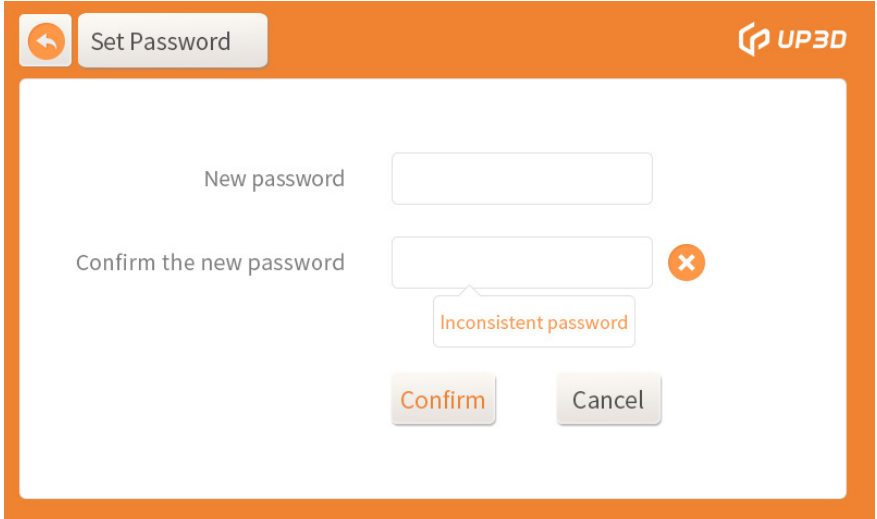 Set Password
UP3D
New password
Confirm the new password
Inconsistent password
Confirm
Cancel